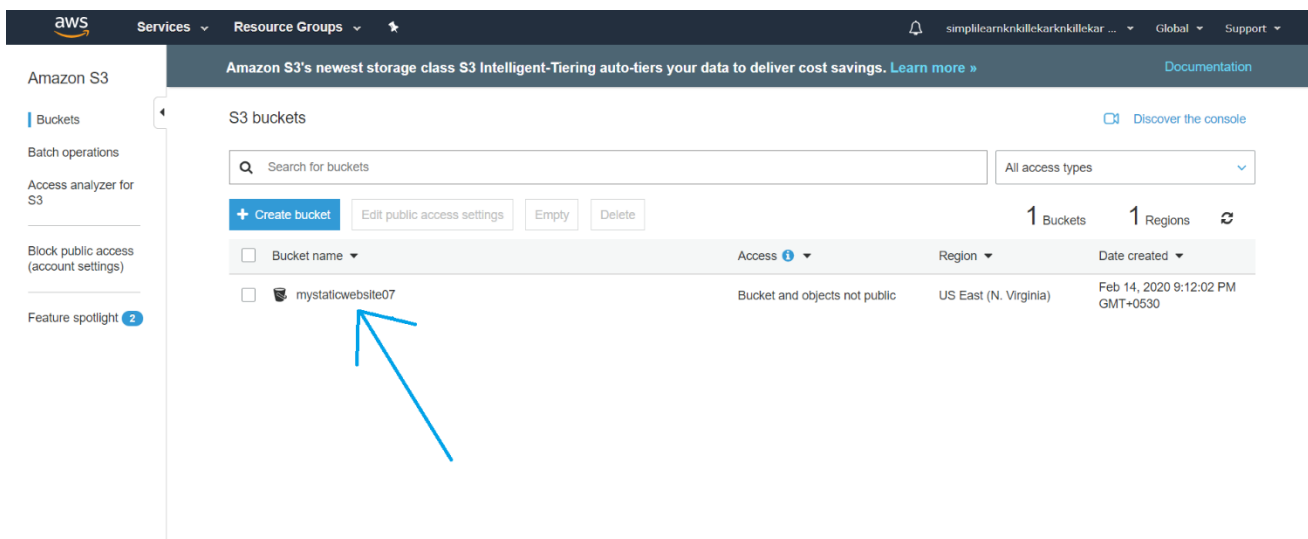 aws Services Resource Groups simplilearnknkillekarknkillekar ... Global Support
Amazon S3
Amazon S3's newest storage class S3 Intelligent-Tiering auto-tiers your data to deliver cost savings. Learn more » Documentation
Buckets
Batch operations
Access analyzer for
S3
Block public access
(account settings)
Feature spotlight 2
S3 buckets Discover the console
Search for buckets All access types
+ Create bucket Edit public access settings Empty Delete 1 Buckets 1 Regions
Bucket name Access i Region Date created
mystaticwebsite07 Bucket and objects not public US East (N. Virginia) Feb 14, 2020 9:12:02 PM
GMT+0530